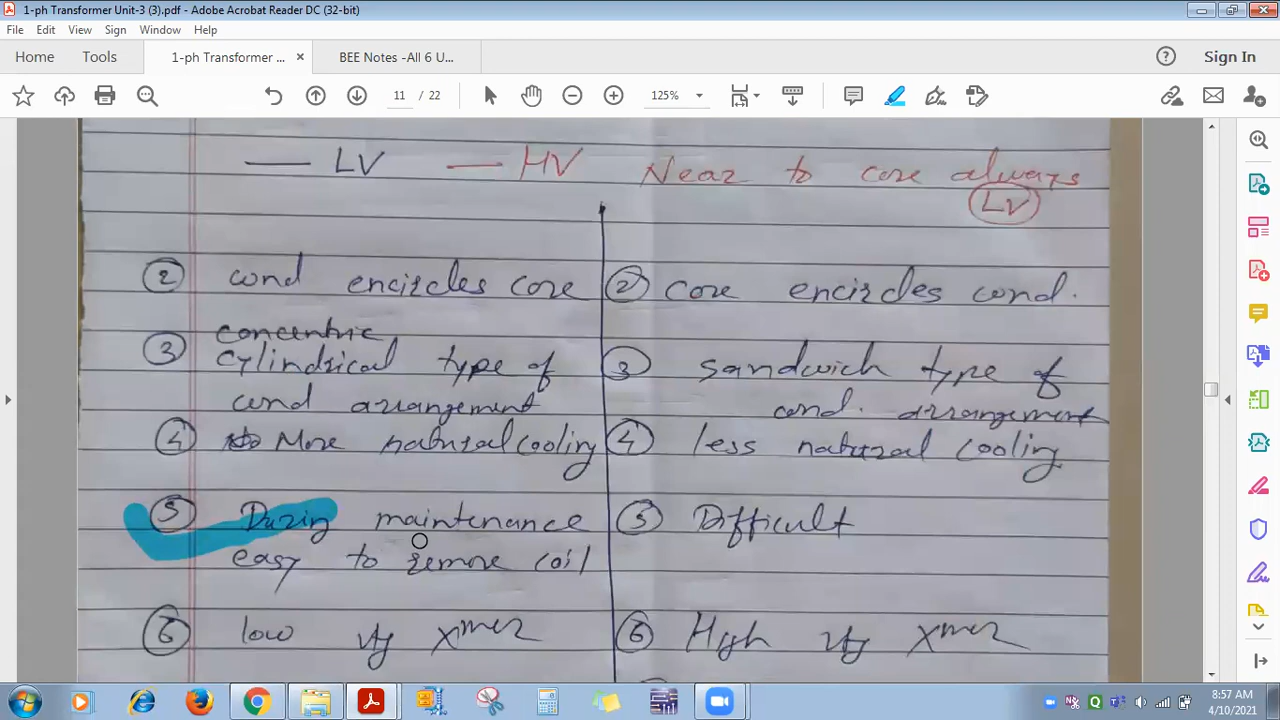 1-ph Transformer Unit-3 (3).pdf - Adobe Acrobat Reader DC (32-bit)
File Edit View Sign Window Help
Home Tools 1-ph Transformer ... × BEE Notes -All 6 U... Sign In
11 / 22 125%
LV HV Near to core always
LV
② cond encircles core ② core encircles cond.
concentric
③ cylindrical type of ③ sandwich type of
cond arrangement cond. arrangement
④ More natural cooling ④ less natural cooling
⑤ During maintenance ⑤ Difficult
easy to remove coil
⑥ low vtg Xmer ⑥ High vtg Xmer
8:57 AM
4/10/2021